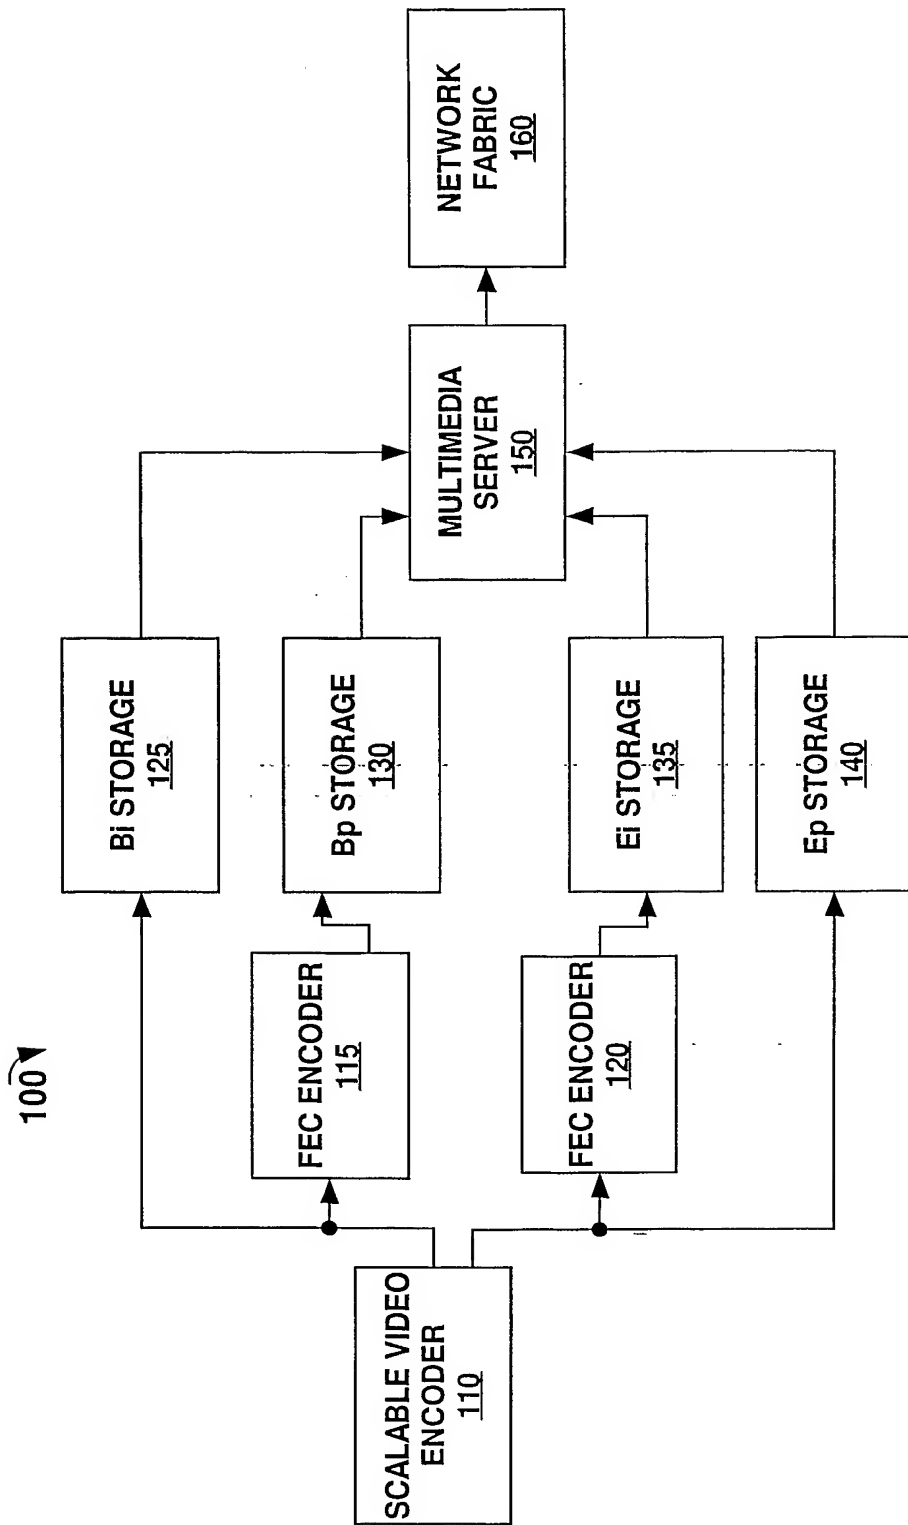 100
SCALABLE VIDEO
ENCODER
110
FEC ENCODER
115
FEC ENCODER
120
Bi STORAGE
125
Bp STORAGE
130
Ei STORAGE
135
Ep STORAGE
140
MULTIMEDIA
SERVER
150
NETWORK
FABRIC
160